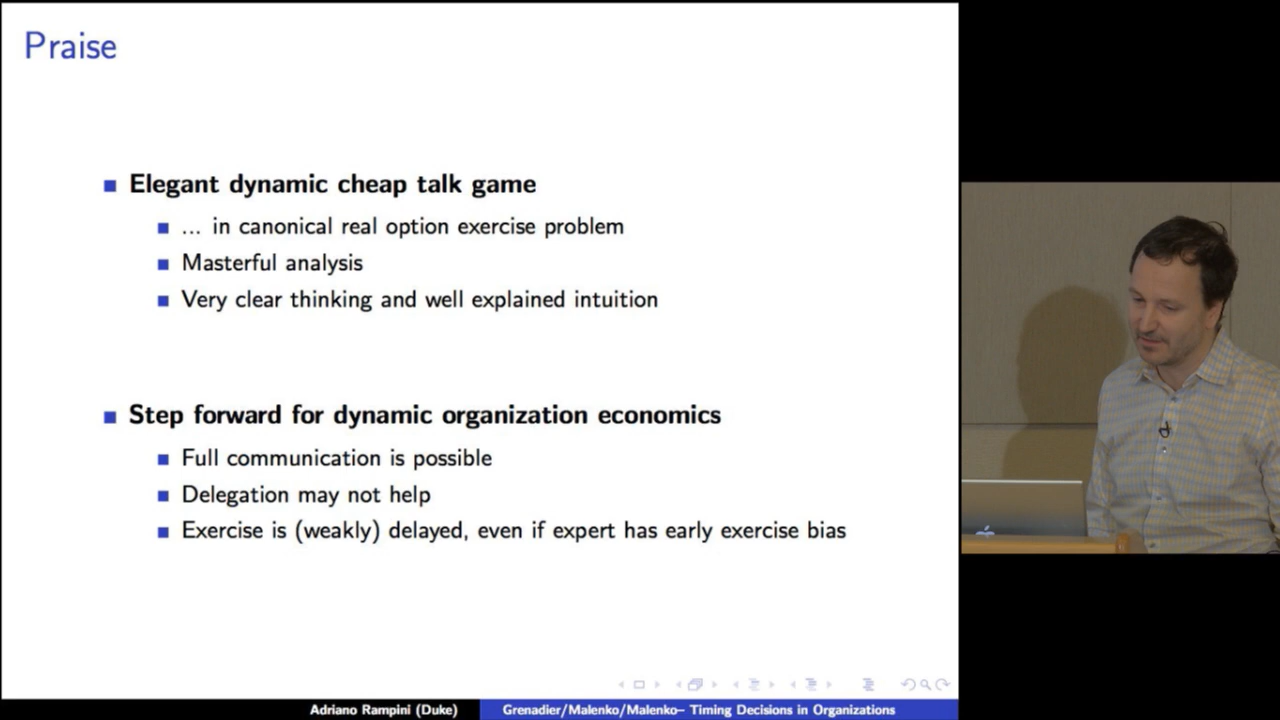 Praise
Elegant dynamic cheap talk game
... in canonical real option exercise problem
Masterful analysis
Very clear thinking and well explained intuition
Step forward for dynamic organization economics
Full communication is possible
Delegation may not help
Exercise is (weakly) delayed, even if expert has early exercise bias
Adriano Rampini (Duke)
Grenadier/Malenko/Malenko– Timing Decisions in Organizations